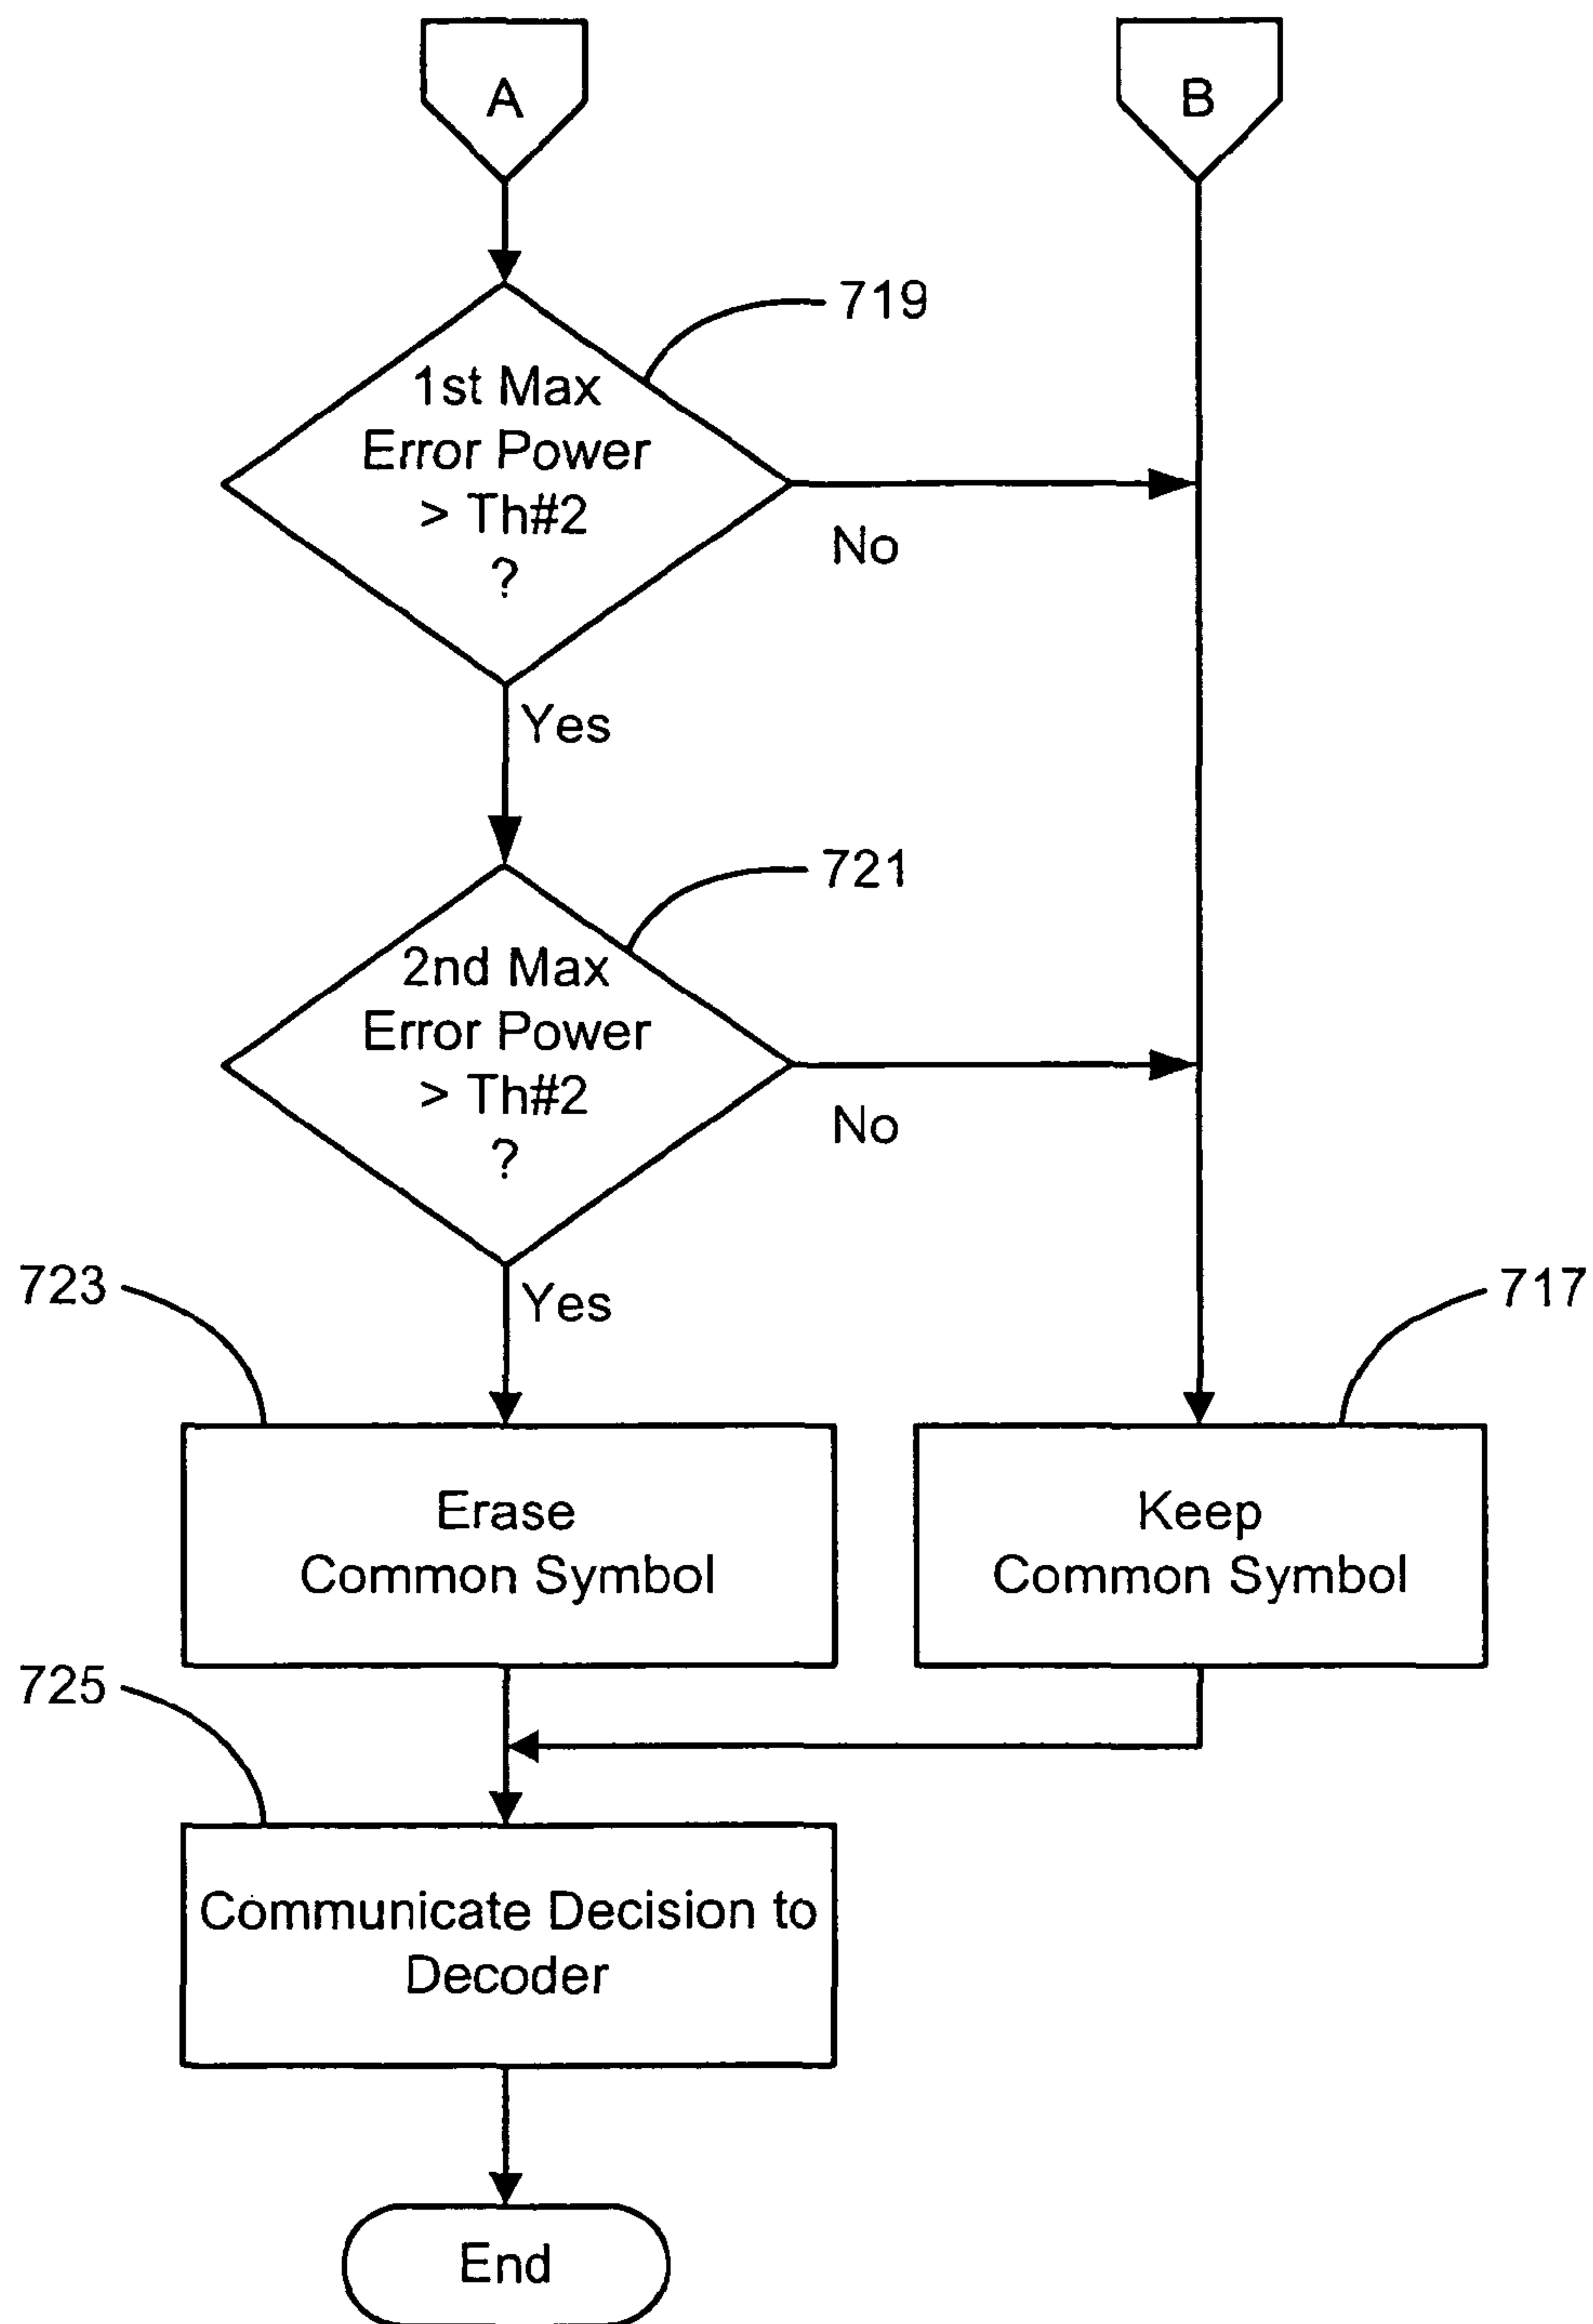 A
B
719
1st Max
Error Power
> Th#2
?
No
Yes
721
2nd Max
Error Power
> Th#2
?
No
Yes
723
717
Erase
Common Symbol
Keep
Common Symbol
725
Communicate Decision to
Decoder
End